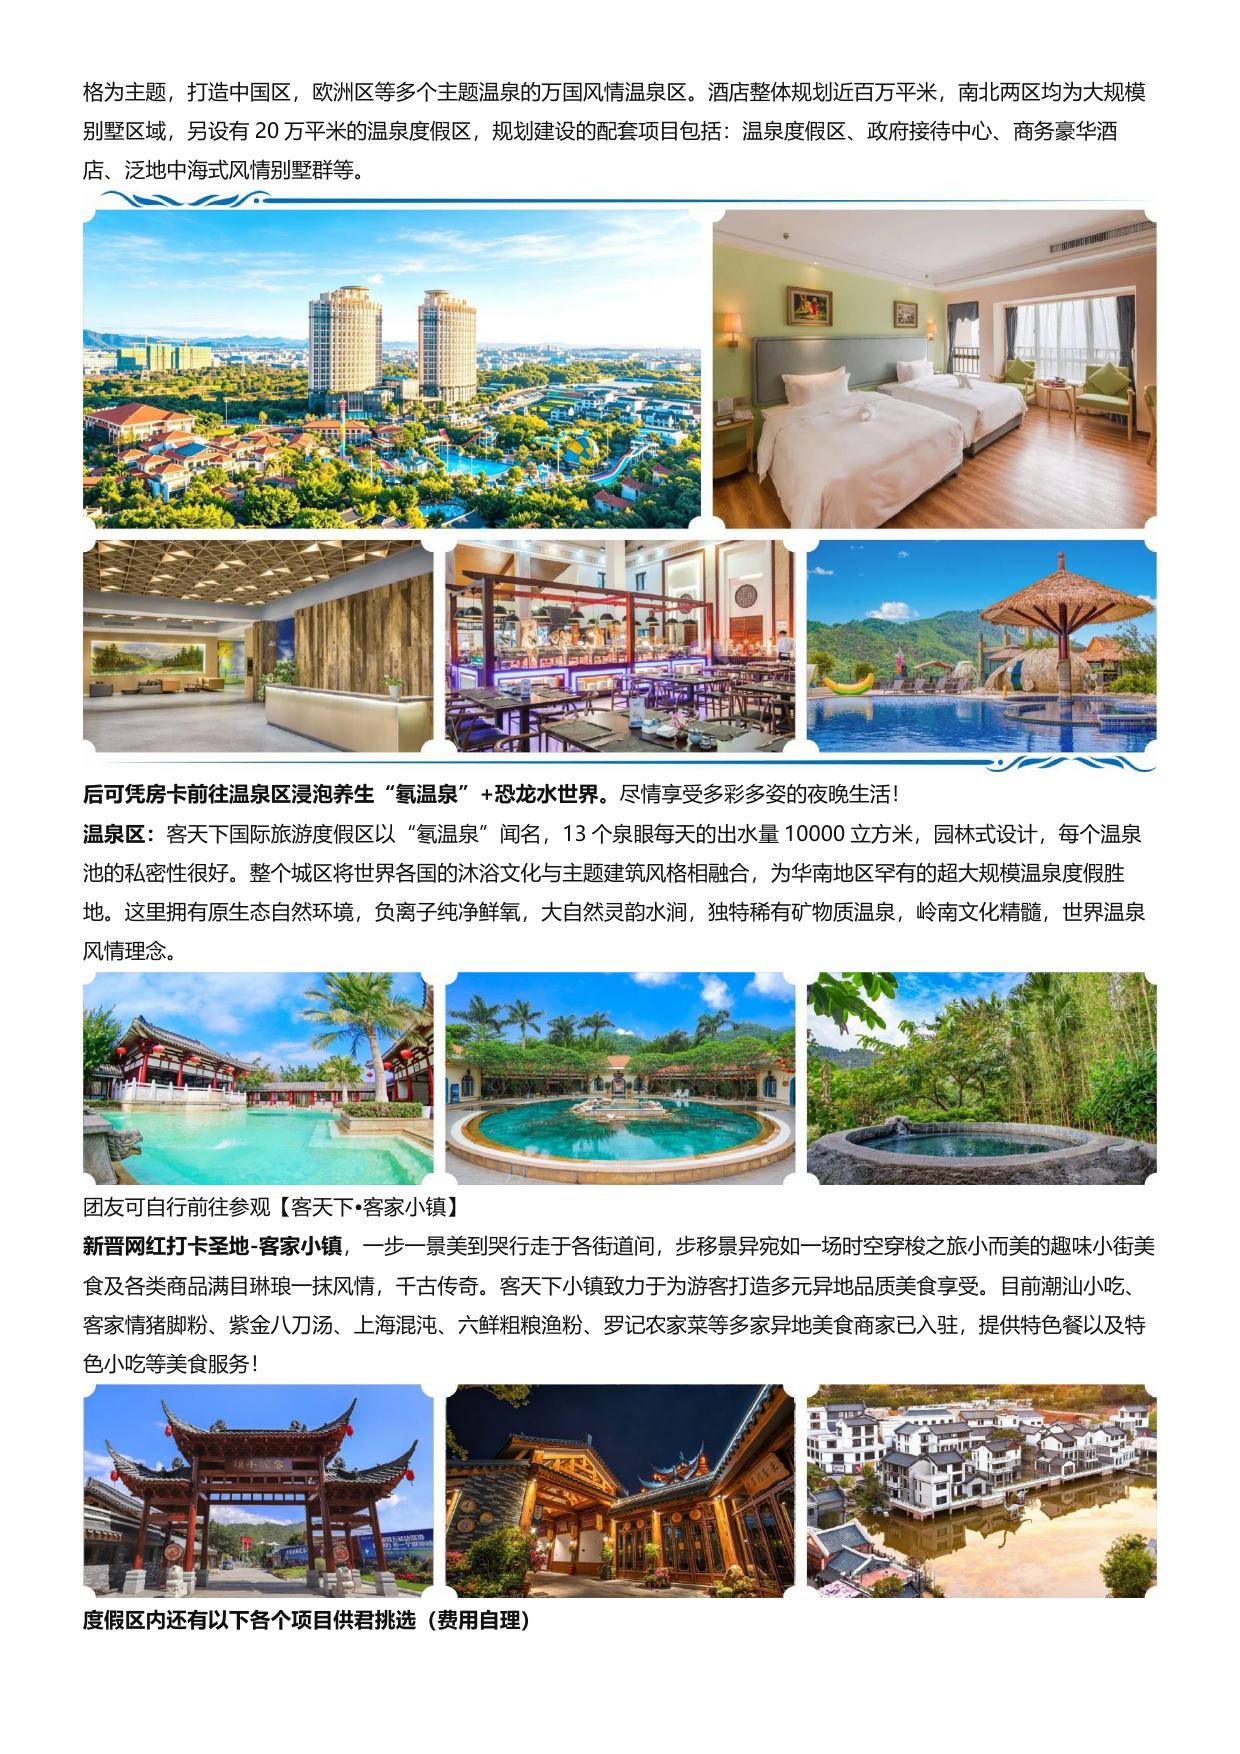 格为主题，打造中国区，欧洲区等多个主题温泉的万国风情温泉区。酒店整体规划近百万平米，南北两区均为大规模
别墅区域，另设有 20 万平米的温泉度假区，规划建设的配套项目包括：温泉度假区、政府接待中心、商务豪华酒
店、泛地中海式风情别墅群等。
后可凭房卡前往温泉区浸泡养生“氡温泉”+恐龙水世界。尽情享受多彩多姿的夜晚生活！
温泉区：客天下国际旅游度假区以“氡温泉”闻名，13 个泉眼每天的出水量 10000 立方米，园林式设计，每个温泉
池的私密性很好。整个城区将世界各国的沐浴文化与主题建筑风格相融合，为华南地区罕有的超大规模温泉度假胜
地。这里拥有原生态自然环境，负离子纯净鲜氧，大自然灵韵水涧，独特稀有矿物质温泉，岭南文化精髓，世界温泉
风情理念。
团友可自行前往参观【客天下•客家小镇】
新晋网红打卡圣地-客家小镇，一步一景美到哭行走于各街道间，步移景异宛如一场时空穿梭之旅小而美的趣味小街美
食及各类商品满目琳琅一抹风情，千古传奇。客天下小镇致力于为游客打造多元异地品质美食享受。目前潮汕小吃、
客家情猪脚粉、紫金八刀汤、上海混沌、六鲜粗粮渔粉、罗记农家菜等多家异地美食商家已入驻，提供特色餐以及特
色小吃等美食服务！
镇小家客
度假区内还有以下各个项目供君挑选（费用自理）